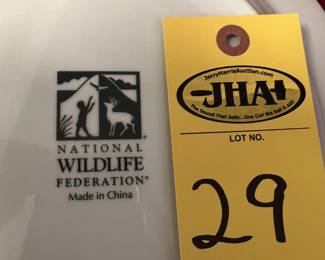 NATIONAL
WILDLIFE
FEDERATION®
Made in China
JerryHarrisAuction.com
JHA
The Sound That Sells... One Call We Sell It All!
LOT NO.
29